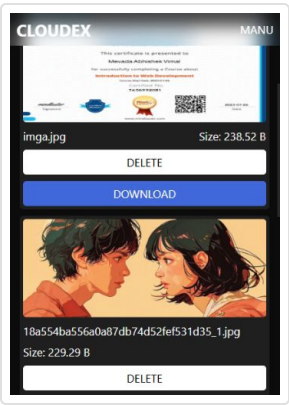 CLOUDEX
MANU
This certificate is presented to
Mevada Abhishek Vimal
For successfully completing a Course about
Introduction to Web Development
imga.jpg
Size: 238.52 B
DELETE
DOWNLOAD
18a554ba556a0a87db74d52fef531d35_1.jpg
Size: 229.29 B
DELETE